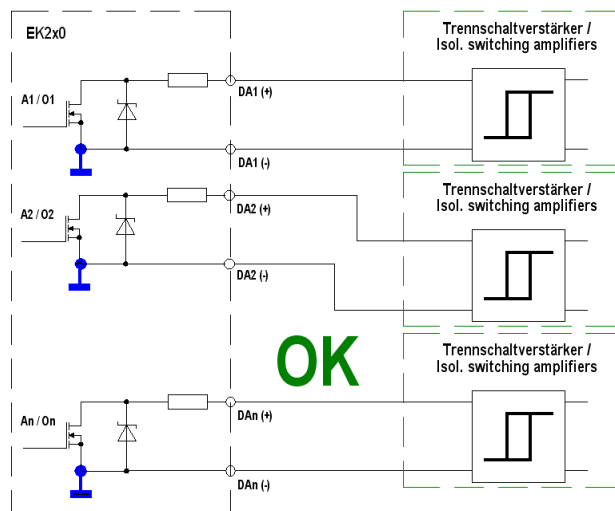 EK2x0
Trennschaltverstärker /
Isol. switching amplifiers
A1 / O1
DA1 (+)
DA1 (-)
Trennschaltverstärker /
Isol. switching amplifiers
A2 / O2
DA2 (+)
DA2 (-)
OK
Trennschaltverstärker /
Isol. switching amplifiers
An / On
DAn (+)
DAn (-)